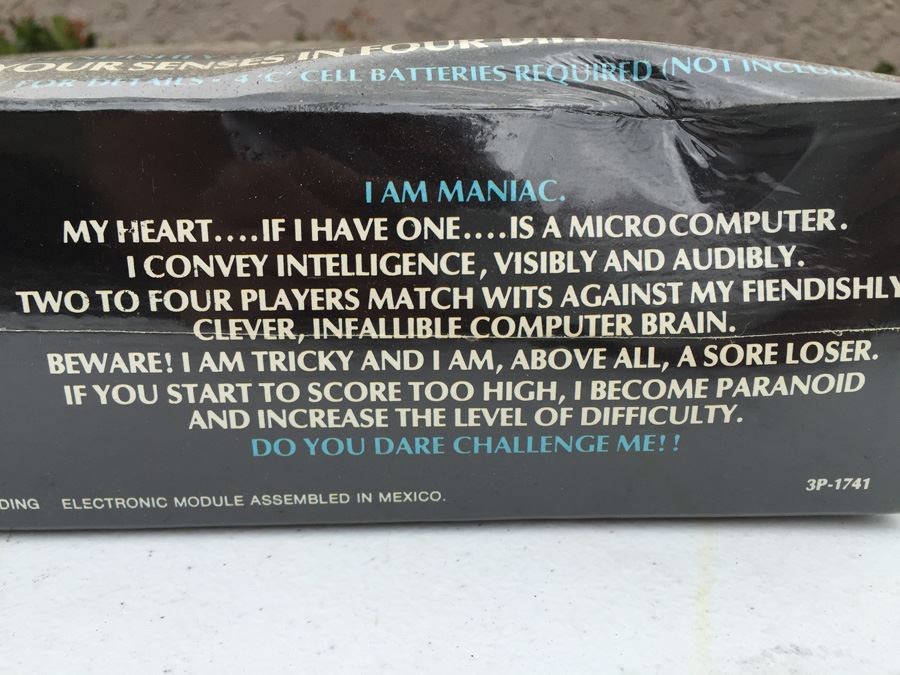 YOUR SENSES IN FOUR
FOR DETAILS - 4 'C' CELL BATTERIES REQUIRED (NOT
I AM MANIAC.
MY HEART....IF I HAVE ONE....IS A MICROCOMPUTER.
I CONVEY INTELLIGENCE, VISIBLY AND AUDIBLY.
TWO TO FOUR PLAYERS MATCH WITS AGAINST MY FIENDISHLY
CLEVER, INFALLIBLE COMPUTER BRAIN.
BEWARE! I AM TRICKY AND I AM, ABOVE ALL, A SORE LOSER.
IF YOU START TO SCORE TOO HIGH, I BECOME PARANOID
AND INCREASE THE LEVEL OF DIFFICULTY.
DO YOU DARE CHALLENGE ME!!
3P-1741
DING ELECTRONIC MODULE ASSEMBLED IN MEXICO.